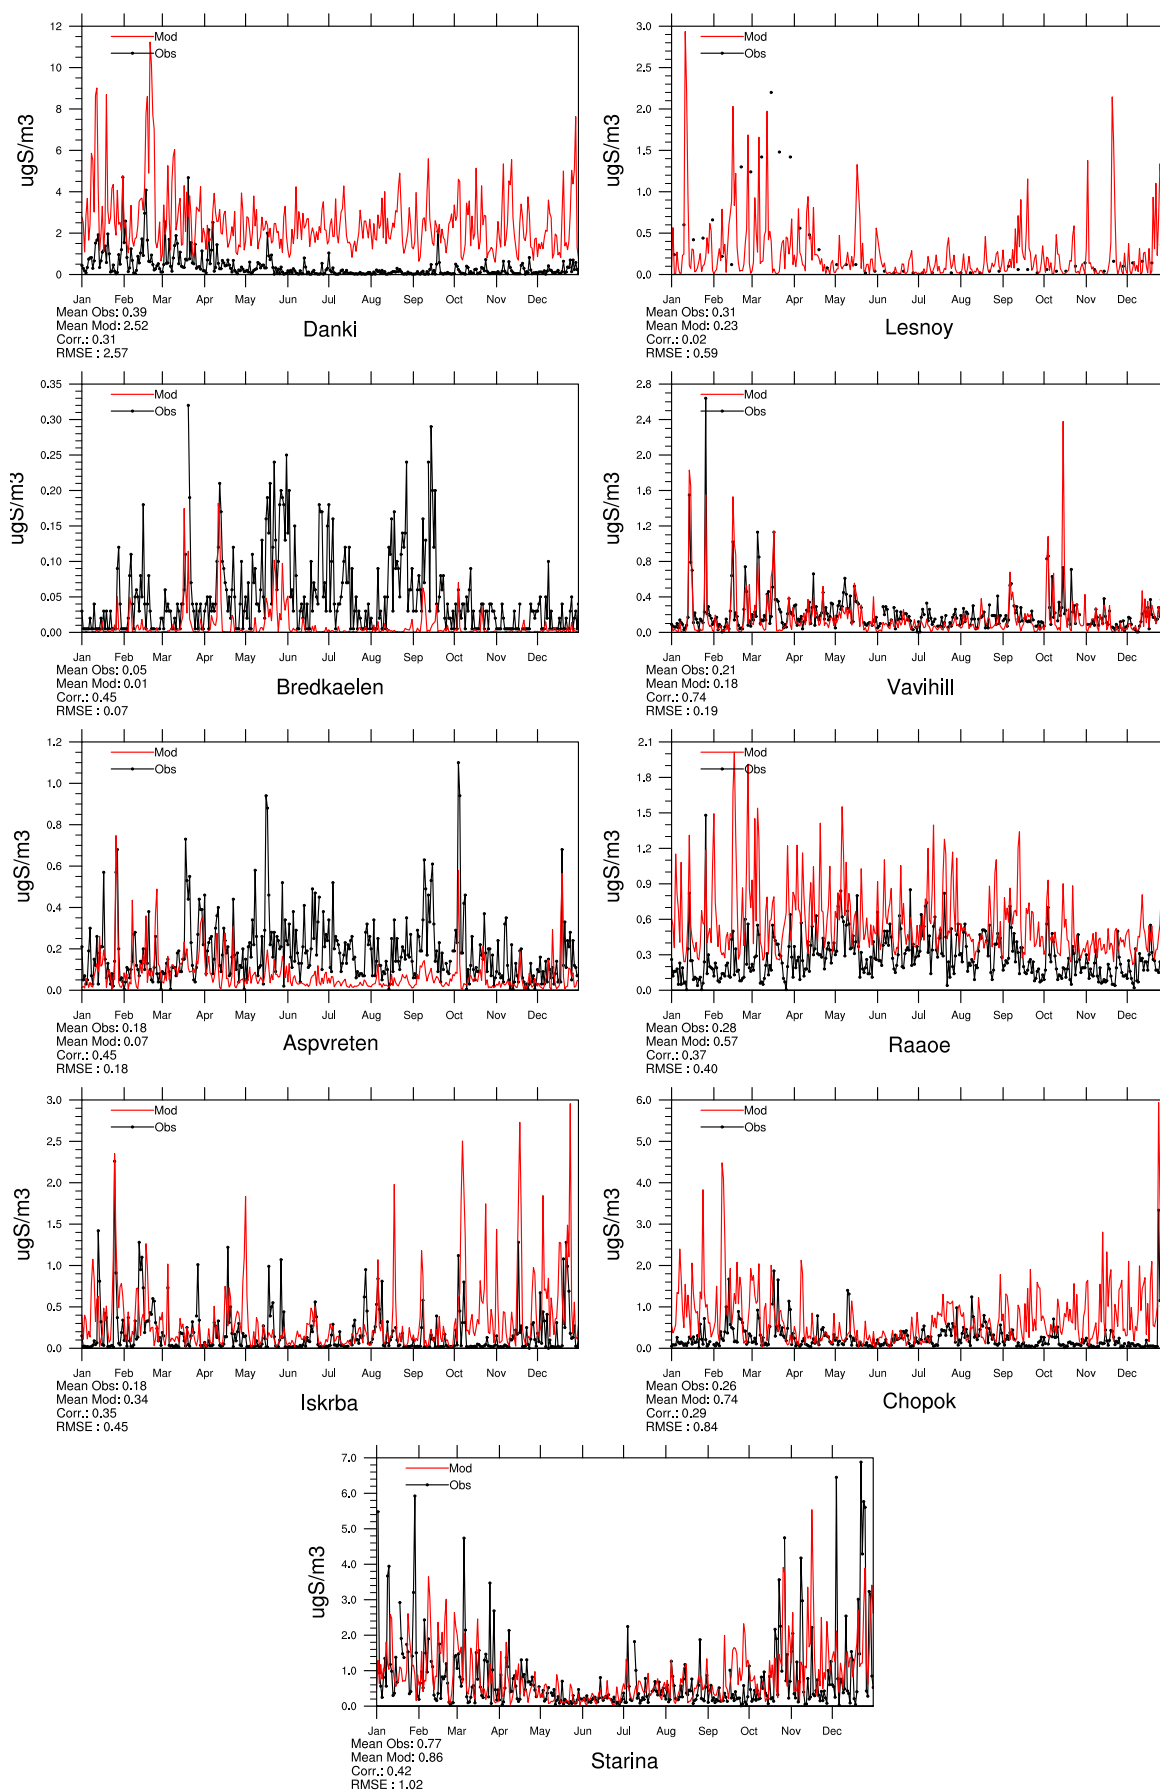 12
10
8
6
4
2
0
ugS/m3
Mod
Obs
Jan Feb Mar Apr May Jun Jul Aug Sep Oct Nov Dec
Mean Obs: 0.39
Mean Mod: 2.52
Corr.: 0.31
RMSE : 2.57
Danki
3.0
2.7
2.4
2.1
1.8
1.5
1.2
0.9
0.6
0.3
0.0
ugS/m3
Mod
Obs
Jan Feb Mar Apr May Jun Jul Aug Sep Oct Nov Dec
Mean Obs: 0.31
Mean Mod: 0.23
Corr.: 0.02
RMSE : 0.59
Lesnoy
0.35
0.30
0.25
0.20
0.15
0.10
0.05
0.00
ugS/m3
Mod
Obs
Jan Feb Mar Apr May Jun Jul Aug Sep Oct Nov Dec
Mean Obs: 0.05
Mean Mod: 0.01
Corr.: 0.45
RMSE : 0.07
Bredkaelen
2.8
2.4
2.0
1.6
1.2
0.8
0.4
0.0
ugS/m3
Mod
Obs
Jan Feb Mar Apr May Jun Jul Aug Sep Oct Nov Dec
Mean Obs: 0.21
Mean Mod: 0.18
Corr.: 0.74
RMSE : 0.19
Vavihill
1.2
1.0
0.8
0.6
0.4
0.2
0.0
ugS/m3
Mod
Obs
Jan Feb Mar Apr May Jun Jul Aug Sep Oct Nov Dec
Mean Obs: 0.18
Mean Mod: 0.07
Corr.: 0.45
RMSE : 0.18
Aspvreten
2.1
1.8
1.5
1.2
0.9
0.6
0.3
0.0
ugS/m3
Mod
Obs
Jan Feb Mar Apr May Jun Jul Aug Sep Oct Nov Dec
Mean Obs: 0.28
Mean Mod: 0.57
Corr.: 0.37
RMSE : 0.40
Raaoe
3.0
2.5
2.0
1.5
1.0
0.5
0.0
ugS/m3
Mod
Obs
Jan Feb Mar Apr May Jun Jul Aug Sep Oct Nov Dec
Mean Obs: 0.18
Mean Mod: 0.34
Corr.: 0.35
RMSE : 0.45
Iskrba
6.0
5.0
4.0
3.0
2.0
1.0
0.0
ugS/m3
Mod
Obs
Jan Feb Mar Apr May Jun Jul Aug Sep Oct Nov Dec
Mean Obs: 0.26
Mean Mod: 0.74
Corr.: 0.29
RMSE : 0.84
Chopok
7.0
6.0
5.0
4.0
3.0
2.0
1.0
0.0
ugS/m3
Mod
Obs
Jan Feb Mar Apr May Jun Jul Aug Sep Oct Nov Dec
Mean Obs: 0.77
Mean Mod: 0.86
Corr.: 0.42
RMSE : 1.02
Starina